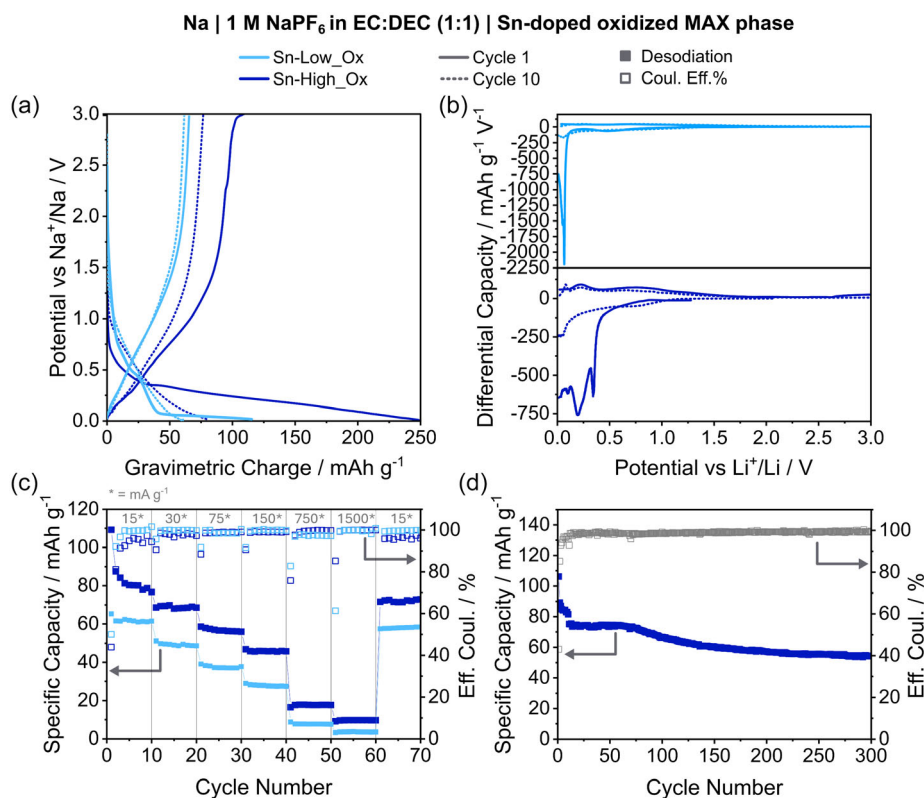 Na | 1 M NaPF6 in EC:DEC (1:1) | Sn-doped oxidized MAX phase
Sn-Low_Ox
Cycle 1
Desodiation
Sn-High_Ox
Cycle 10
Coul. Eff.%
(a)
3.0
2.5
2.0
1.5
1.0
0.5
0.0
Potential vs Na+/Na / V
0 50 100 150 200 250
Gravimetric Charge / mAh g-1
(b)
0
-250
-500
-750
-1000
-1250
-1500
-1750
-2000
-2250
250
0
-250
-500
-750
Differential Capacity / mAh g-1 V-1
0.0 0.5 1.0 1.5 2.0 2.5 3.0
Potential vs Li+/Li / V
(c)
* = mA g-1
15* 30* 75* 150* 750* 1500* 15*
120
100
80
60
40
20
0
Specific Capacity / mAh g-1
100
80
60
40
20
0
Eff. Coul. / %
0 10 20 30 40 50 60 70
Cycle Number
(d)
140
120
100
80
60
40
20
0
Specific Capacity / mAh g-1
100
80
60
40
20
0
Eff. Coul. / %
0 50 100 150 200 250 300
Cycle Number